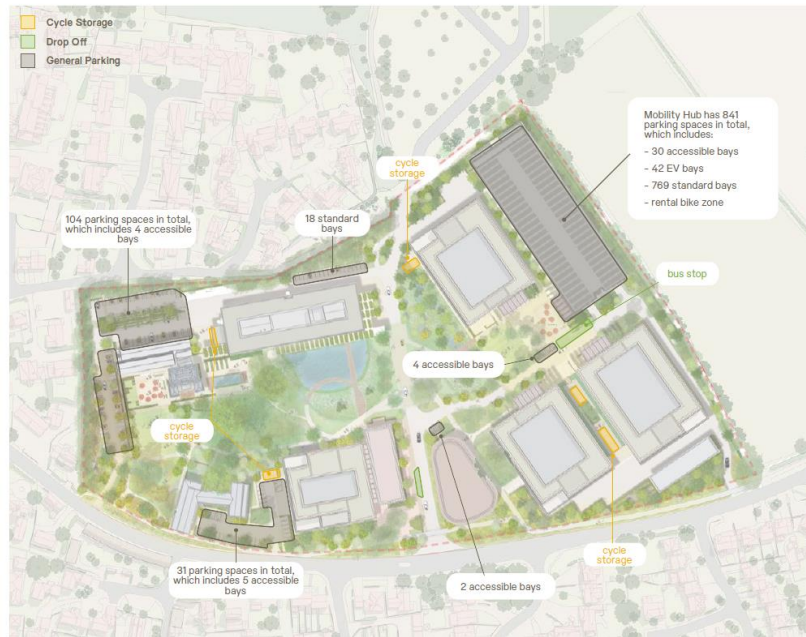 Cycle Storage
Drop Off
General Parking
Mobility Hub has 841
parking spaces in total,
which includes:
- 30 accessible bays
- 42 EV bays
- 769 standard bays
- rental bike zone
cycle
storage
104 parking spaces in total,
which includes 4 accessible
bays
18 standard
bays
bus stop
4 accessible bays
cycle
storage
cycle
storage
31 parking spaces in total,
which includes 5 accessible
bays
2 accessible bays